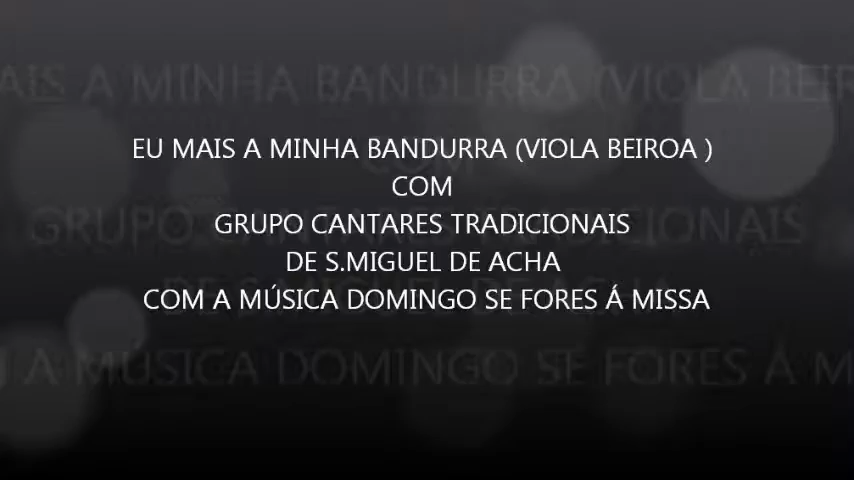 EU MAIS A MINHA BANDURRA (VIOLA BEIROA )
COM
GRUPO CANTARES TRADICIONAIS
DE S.MIGUEL DE ACHA
COM A MÚSICA DOMINGO SE FORES Á MISSA